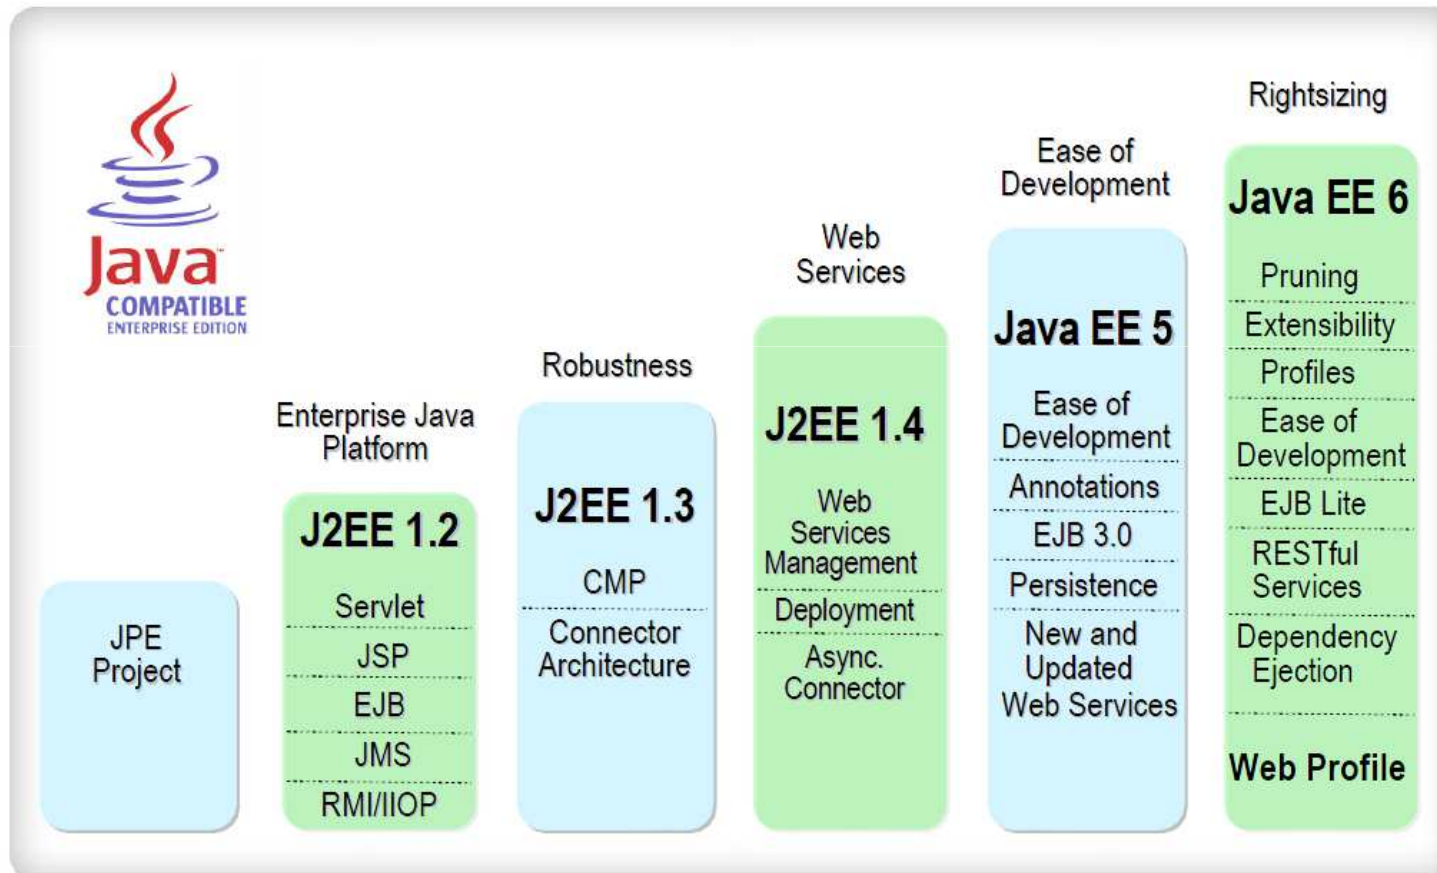 Java™
COMPATIBLE
ENTERPRISE EDITION
JPE
Project
Enterprise Java
Platform
J2EE 1.2
Servlet
JSP
EJB
JMS
RMI/IIOP
Robustness
J2EE 1.3
CMP
Connector
Architecture
Web
Services
J2EE 1.4
Web
Services
Management
Deployment
Async.
Connector
Ease of
Development
Java EE 5
Ease of
Development
Annotations
EJB 3.0
Persistence
New and
Updated
Web Services
Rightsizing
Java EE 6
Pruning
Extensibility
Profiles
Ease of
Development
EJB Lite
RESTful
Services
Dependency
Ejection
Web Profile